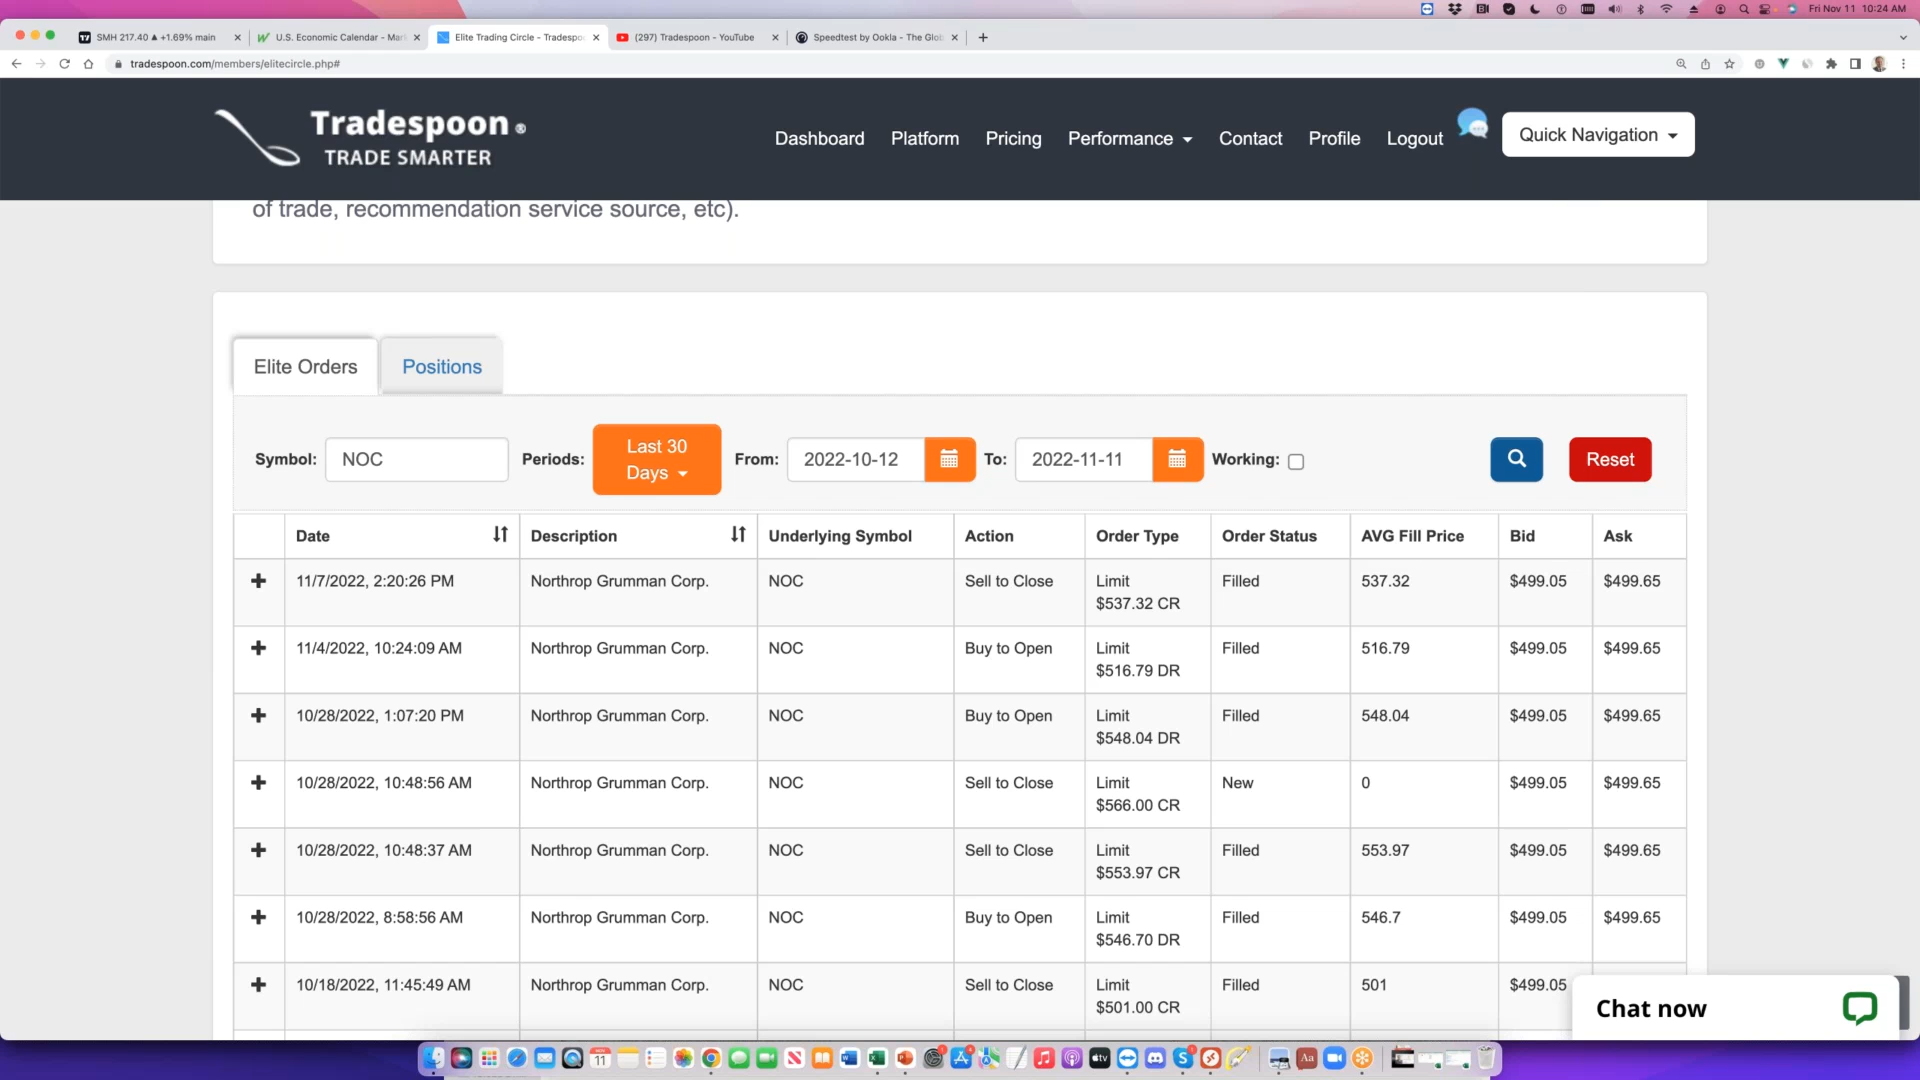 Fri Nov 11 10:24 AM
SMH 217.40 ▲ +1.69% main
U.S. Economic Calendar - Mar
Elite Trading Circle - Tradespo
(297) Tradespoon - YouTube
Speedtest by Ookla - The Glob
tradespoon.com/members/elitecircle.php#
Tradespoon ®
TRADE SMARTER
Dashboard Platform Pricing Performance Contact Profile Logout Quick Navigation
of trade, recommendation service source, etc).
Elite Orders Positions
Symbol: NOC Periods: Last 30 Days From: 2022-10-12 To: 2022-11-11 Working: Reset
Date Description Underlying Symbol Action Order Type Order Status AVG Fill Price Bid Ask
11/7/2022, 2:20:26 PM Northrop Grumman Corp. NOC Sell to Close Limit Filled 537.32 $499.05 $499.65
$537.32 CR
11/4/2022, 10:24:09 AM Northrop Grumman Corp. NOC Buy to Open Limit Filled 516.79 $499.05 $499.65
$516.79 DR
10/28/2022, 1:07:20 PM Northrop Grumman Corp. NOC Buy to Open Limit Filled 548.04 $499.05 $499.65
$548.04 DR
10/28/2022, 10:48:56 AM Northrop Grumman Corp. NOC Sell to Close Limit New 0 $499.05 $499.65
$566.00 CR
10/28/2022, 10:48:37 AM Northrop Grumman Corp. NOC Sell to Close Limit Filled 553.97 $499.05 $499.65
$553.97 CR
10/28/2022, 8:58:56 AM Northrop Grumman Corp. NOC Buy to Open Limit Filled 546.7 $499.05 $499.65
$546.70 DR
10/18/2022, 11:45:49 AM Northrop Grumman Corp. NOC Sell to Close Limit Filled 501 $499.05
$501.00 CR
Chat now